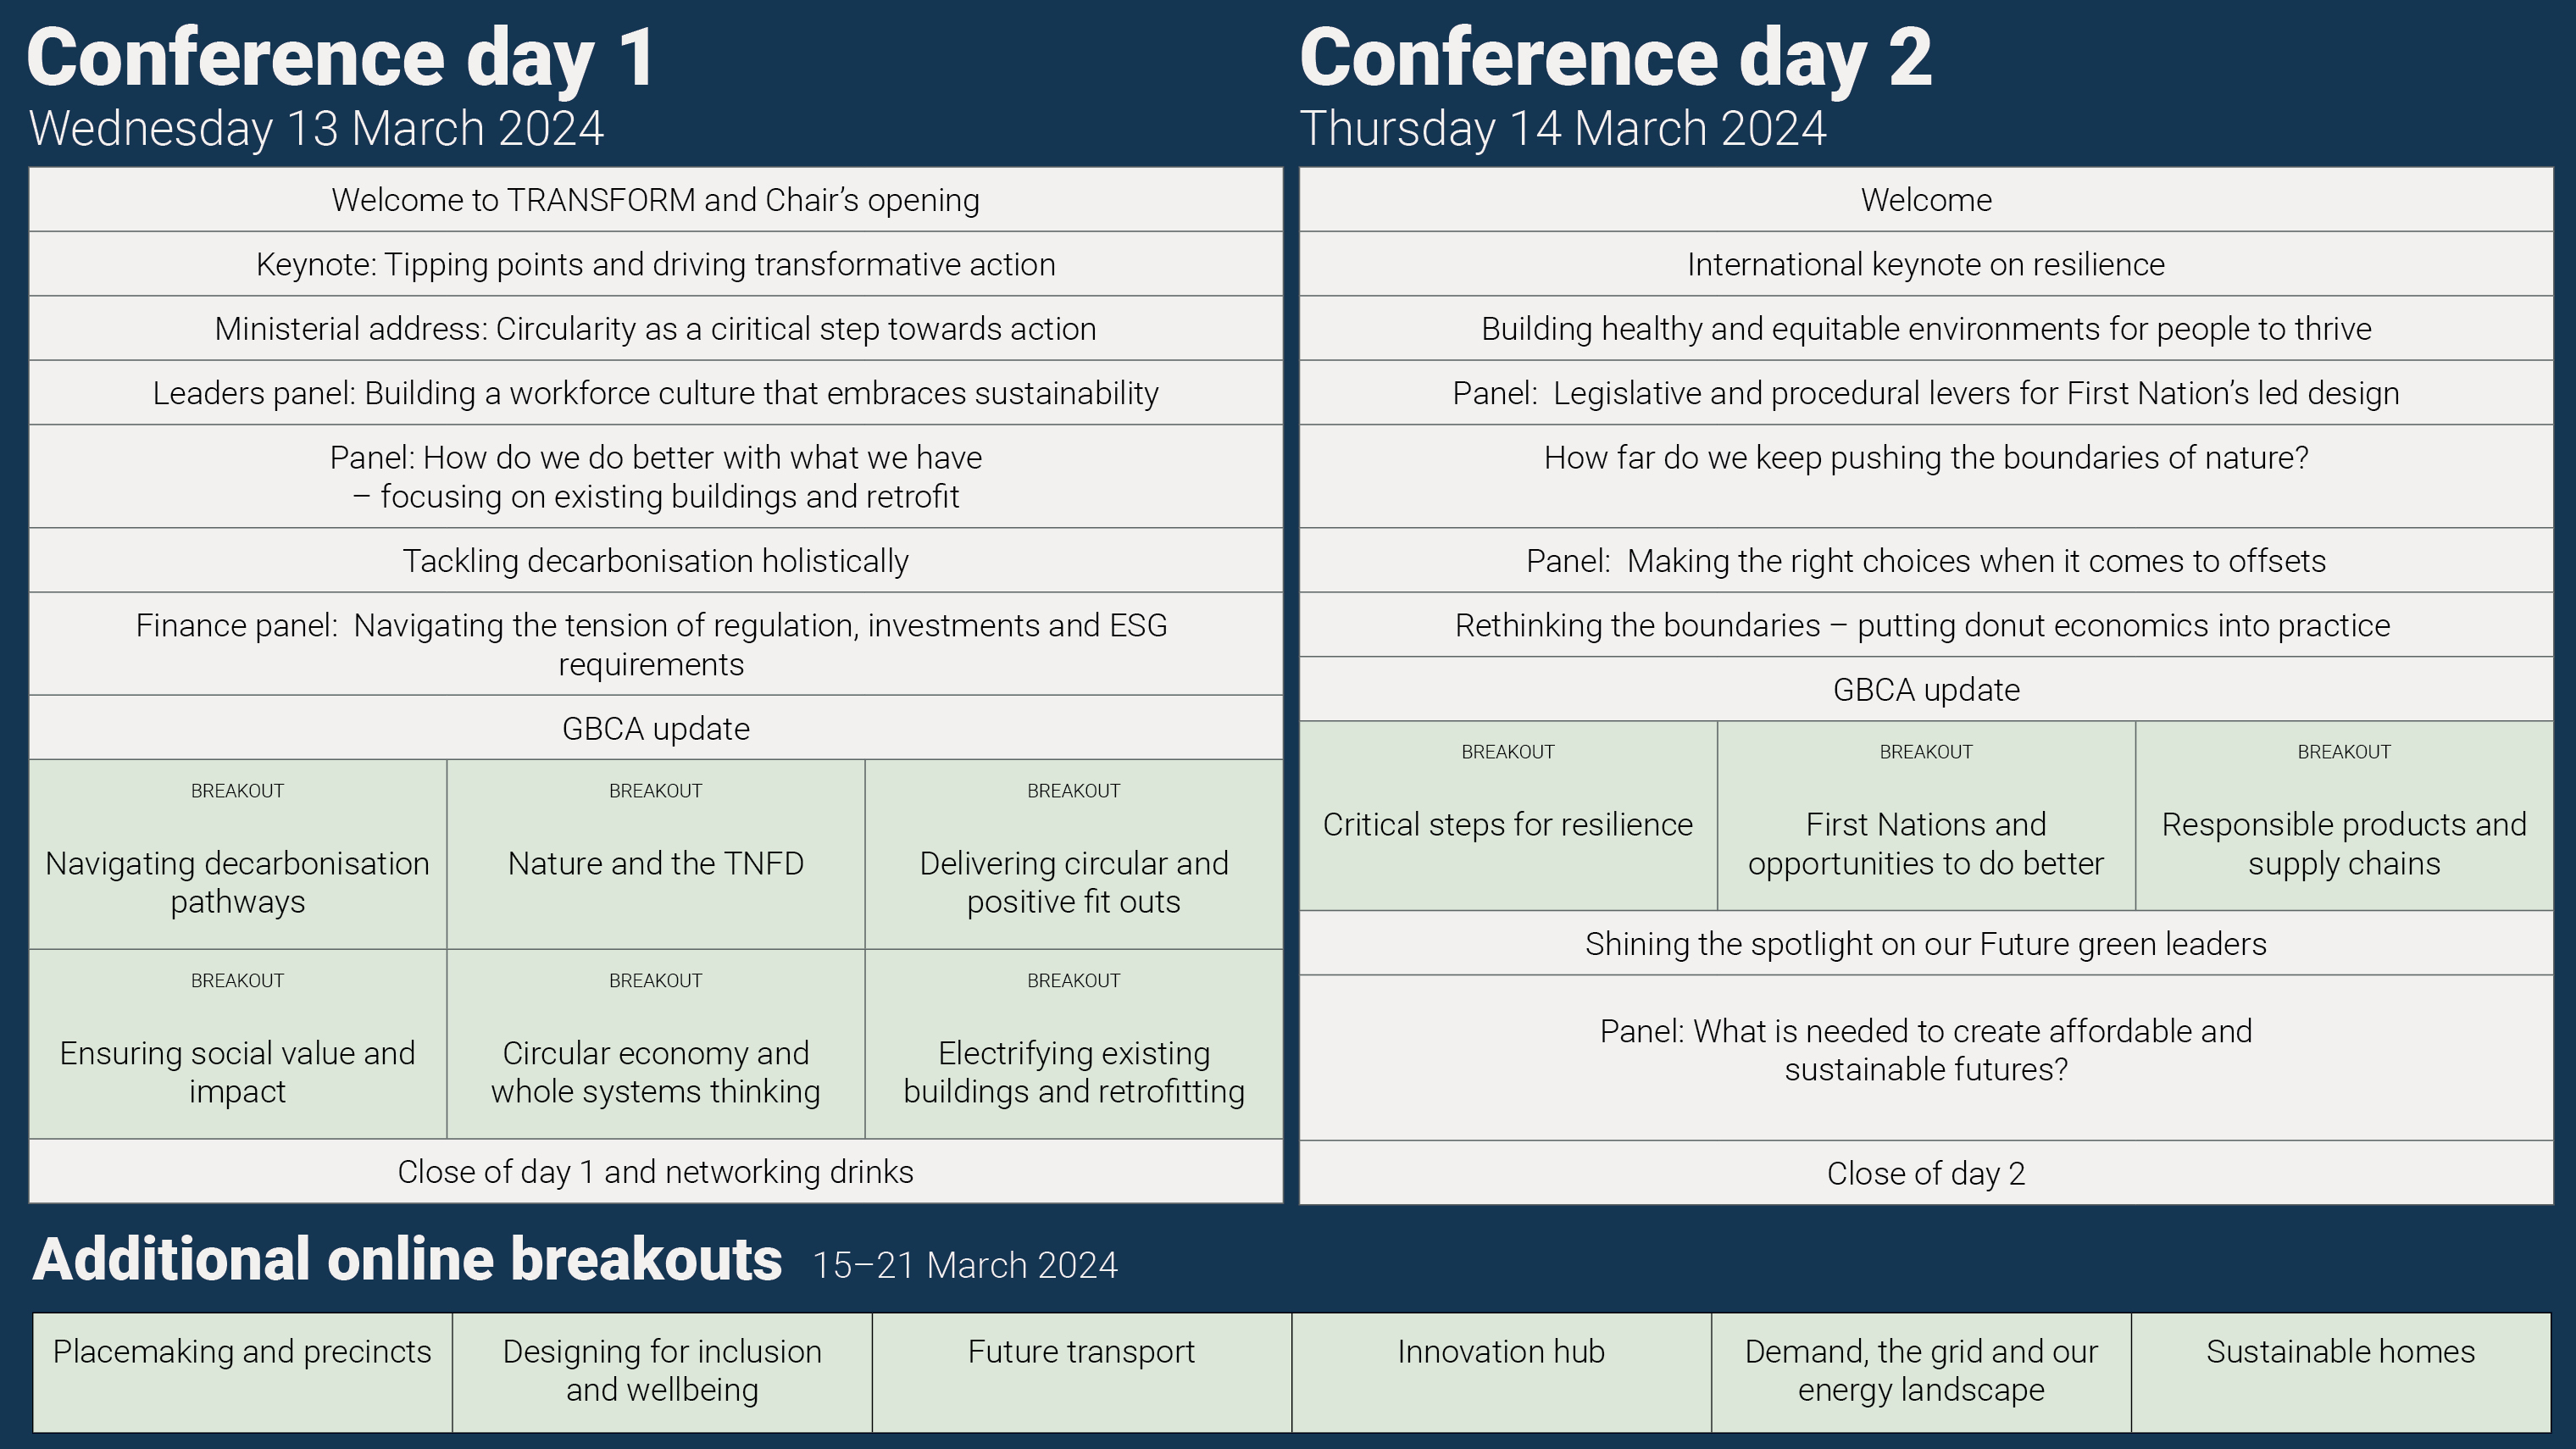 Conference day 1
Wednesday 13 March 2024
Welcome to TRANSFORM and Chair’s opening
Keynote: Tipping points and driving transformative action
Ministerial address: Circularity as a ciritical step towards action
Leaders panel: Building a workforce culture that embraces sustainability
Panel: How do we do better with what we have
– focusing on existing buildings and retrofit
Tackling decarbonisation holistically
Finance panel:  Navigating the tension of regulation, investments and ESG
requirements
GBCA update
BREAKOUT
Navigating decarbonisation
pathways
BREAKOUT
Nature and the TNFD
BREAKOUT
Delivering circular and
positive fit outs
BREAKOUT
Ensuring social value and
impact
BREAKOUT
Circular economy and
whole systems thinking
BREAKOUT
Electrifying existing
buildings and retrofitting
Close of day 1 and networking drinks
Conference day 2
Thursday 14 March 2024
Welcome
International keynote on resilience
Building healthy and equitable environments for people to thrive
Panel:  Legislative and procedural levers for First Nation’s led design
How far do we keep pushing the boundaries of nature?
Panel:  Making the right choices when it comes to offsets
Rethinking the boundaries – putting donut economics into practice
GBCA update
BREAKOUT
Critical steps for resilience
BREAKOUT
First Nations and
opportunities to do better
BREAKOUT
Responsible products and
supply chains
Shining the spotlight on our Future green leaders
Panel: What is needed to create affordable and
sustainable futures?
Close of day 2
Additional online breakouts 15–21 March 2024
Placemaking and precincts
Designing for inclusion
and wellbeing
Future transport
Innovation hub
Demand, the grid and our
energy landscape
Sustainable homes